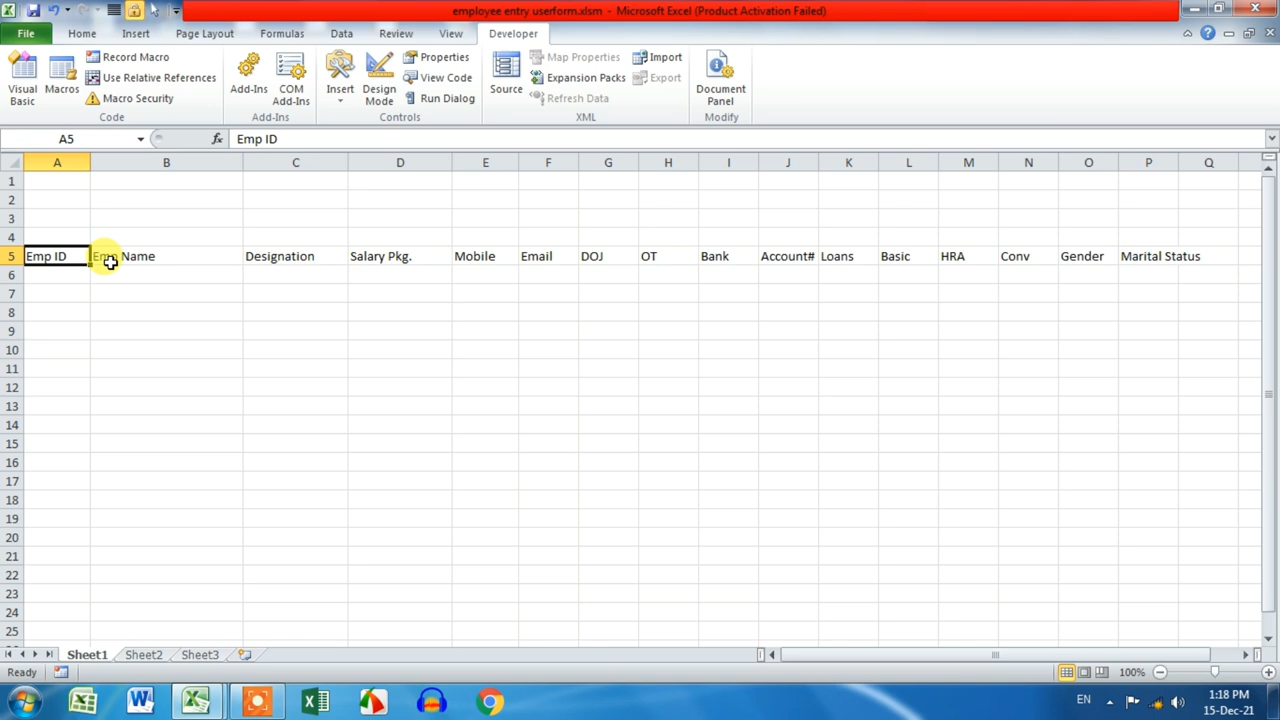 employee entry userform.xlsm - Microsoft Excel (Product Activation Failed)
File Home Insert Page Layout Formulas Data Review View Developer
Visual Basic
Macros
Record Macro
Use Relative References
Macro Security
Code
Add-Ins
COM Add-Ins
Add-Ins
Insert
Design Mode
Properties
View Code
Run Dialog
Controls
Source
Map Properties
Expansion Packs
Refresh Data
Import
Export
XML
Document Panel
Modify
A5 fx Emp ID
A B C D E F G H I J K L M N O P Q
1
2
3
4
5 Emp ID Emp Name Designation Salary Pkg. Mobile Email DOJ OT Bank Account# Loans Basic HRA Conv Gender Marital Status
6
7
8
9
10
11
12
13
14
15
16
17
18
19
20
21
22
23
24
25
Sheet1 Sheet2 Sheet3
Ready 100%
EN 1:18 PM
15-Dec-21